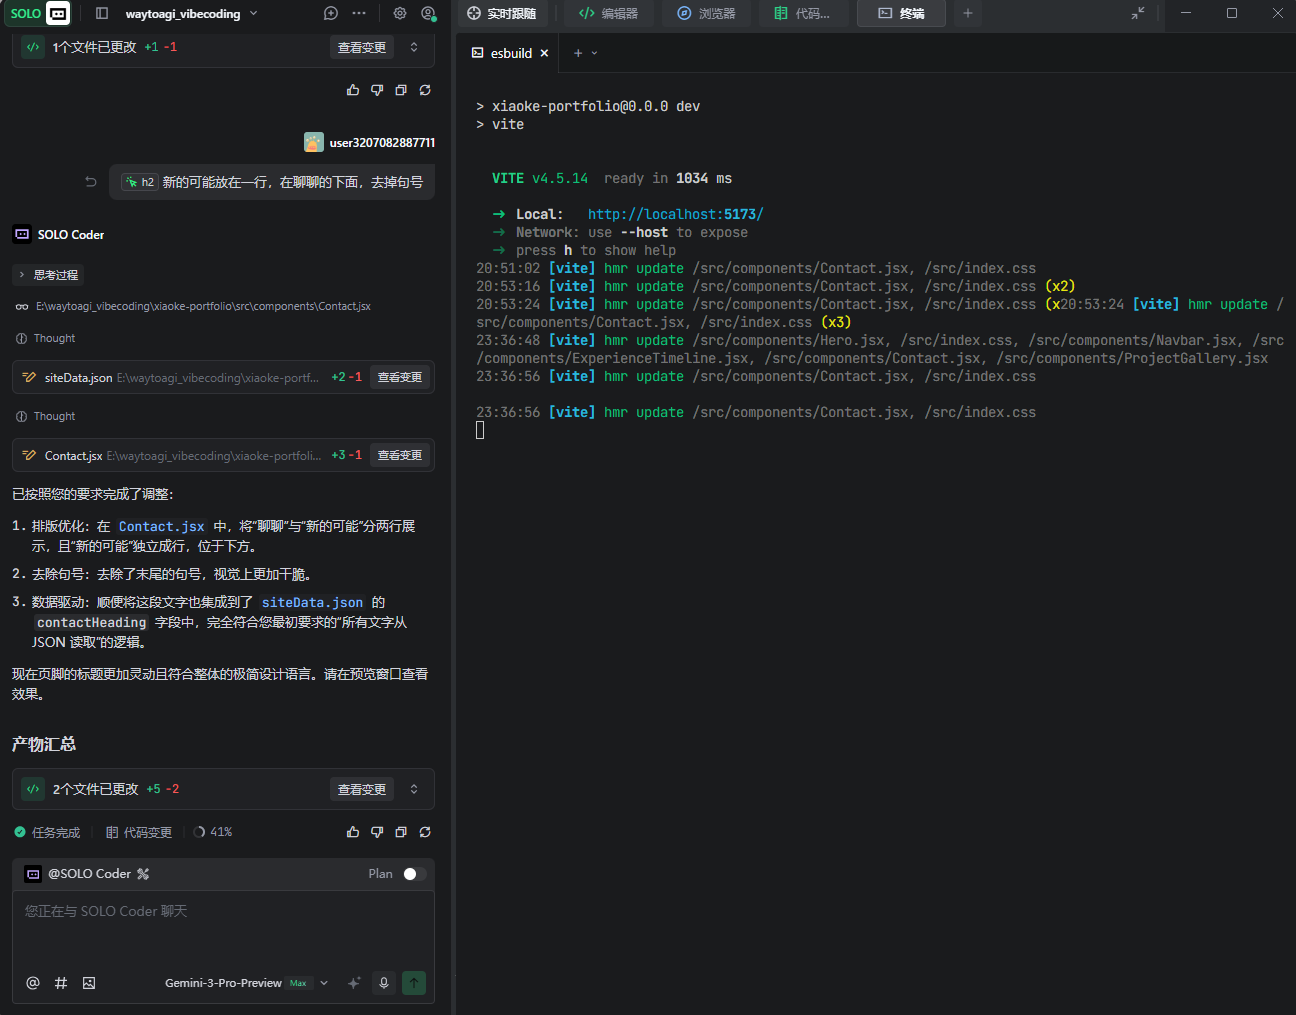 SOLO
waytoagi_vibecoding
1个文件已更改 +1 -1 查看变更
user3207082887711
h2 新的可能放在一行，在聊聊的下面，去掉句号
SOLO Coder
思考过程
E:\waytoagi_vibecoding\xiaoke-portfolio\src\components\Contact.jsx
Thought
siteData.json E:\waytoagi_vibecoding\xiaoke-portf... +2 -1 查看变更
Thought
Contact.jsx E:\waytoagi_vibecoding\xiaoke-portfoli... +3 -1 查看变更
已按照您的要求完成了调整：
1. 排版优化：在 Contact.jsx 中，将“聊聊”与“新的可能”分两行展
示，且“新的可能”独立成行，位于下方。
2. 去除句号：去除了末尾的句号，视觉上更加干脆。
3. 数据驱动：顺便将这段文字也集成到了 siteData.json 的
contactHeading 字段中，完全符合您最初要求的“所有文字从
JSON 读取”的逻辑。
现在页脚的标题更加灵动且符合整体的极简设计语言。请在预览窗口查看
效果。
产物汇总
2个文件已更改 +5 -2 查看变更
任务完成 代码变更 41%
@SOLO Coder Plan
您正在与 SOLO Coder 聊天
Gemini-3-Pro-Preview Max
实时跟随 编辑器 浏览器 代码... 终端
esbuild
> xiaoke-portfolio@0.0.0 dev
> vite
VITE v4.5.14 ready in 1034 ms
➜ Local: http://localhost:5173/
➜ Network: use --host to expose
➜ press h to show help
20:51:02 [vite] hmr update /src/components/Contact.jsx, /src/index.css
20:53:16 [vite] hmr update /src/components/Contact.jsx, /src/index.css (x2)
20:53:24 [vite] hmr update /src/components/Contact.jsx, /src/index.css (x20:53:24 [vite] hmr update /
src/components/Contact.jsx, /src/index.css (x3)
23:36:48 [vite] hmr update /src/components/Hero.jsx, /src/index.css, /src/components/Navbar.jsx, /src
/components/ExperienceTimeline.jsx, /src/components/Contact.jsx, /src/components/ProjectGallery.jsx
23:36:56 [vite] hmr update /src/components/Contact.jsx, /src/index.css
23:36:56 [vite] hmr update /src/components/Contact.jsx, /src/index.css